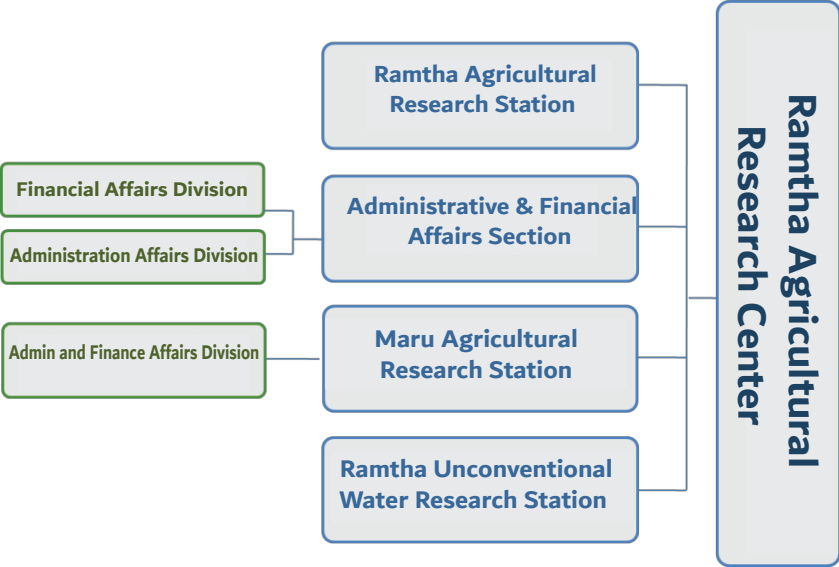 Ramtha Agricultural
Research Center
Ramtha Agricultural
Research Station
Administrative & Financial
Affairs Section
Financial Affairs Division
Administration Affairs Division
Maru Agricultural
Research Station
Admin and Finance Affairs Division
Ramtha Unconventional
Water Research Station